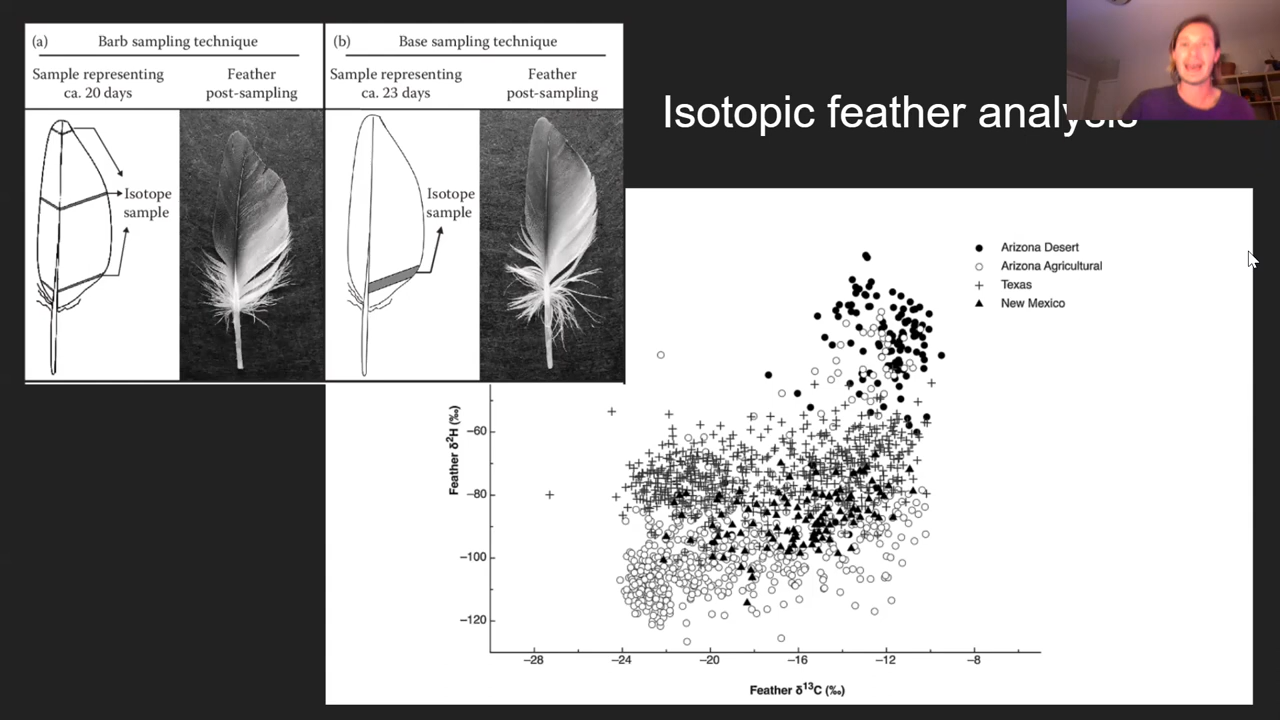 (a) Barb sampling technique
Sample representing
ca. 20 days
Feather
post-sampling
Isotope
sample
(b) Base sampling technique
Sample representing
ca. 23 days
Feather
post-sampling
Isotope
sample
Isotopic feather analysis
Arizona Desert
Arizona Agricultural
Texas
New Mexico
Feather δ²H (‰)
−60
−80
−100
−120
−28 −24 −20 −16 −12 −8
Feather δ¹³C (‰)